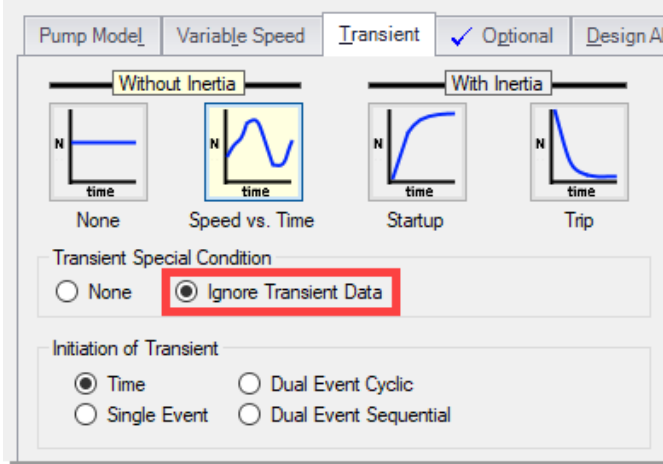 Pump Model Variable Speed Transient Optional Design Al
Without Inertia With Inertia
N N N N
time time time time
None Speed vs. Time Startup Trip
Transient Special Condition
None Ignore Transient Data
Initiation of Transient
Time Dual Event Cyclic
Single Event Dual Event Sequential